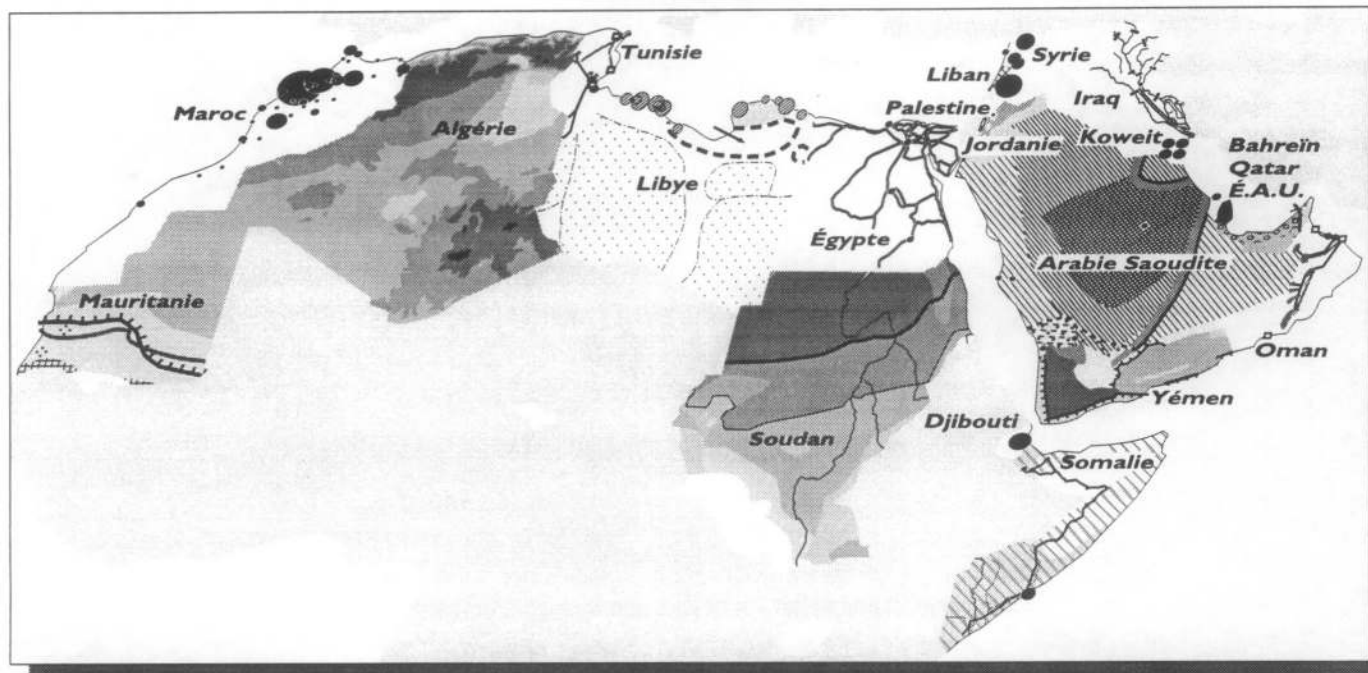 Tunisie
Syrie
Liban
Maroc
Palestine
Iraq
Algérie
Koweit
Bahreïn
Jordanie
Qatar
Libye
É.A.U.
Égypte
Arabie Saoudite
Mauritanie
Oman
Yémen
Djibouti
Soudan
Somalie